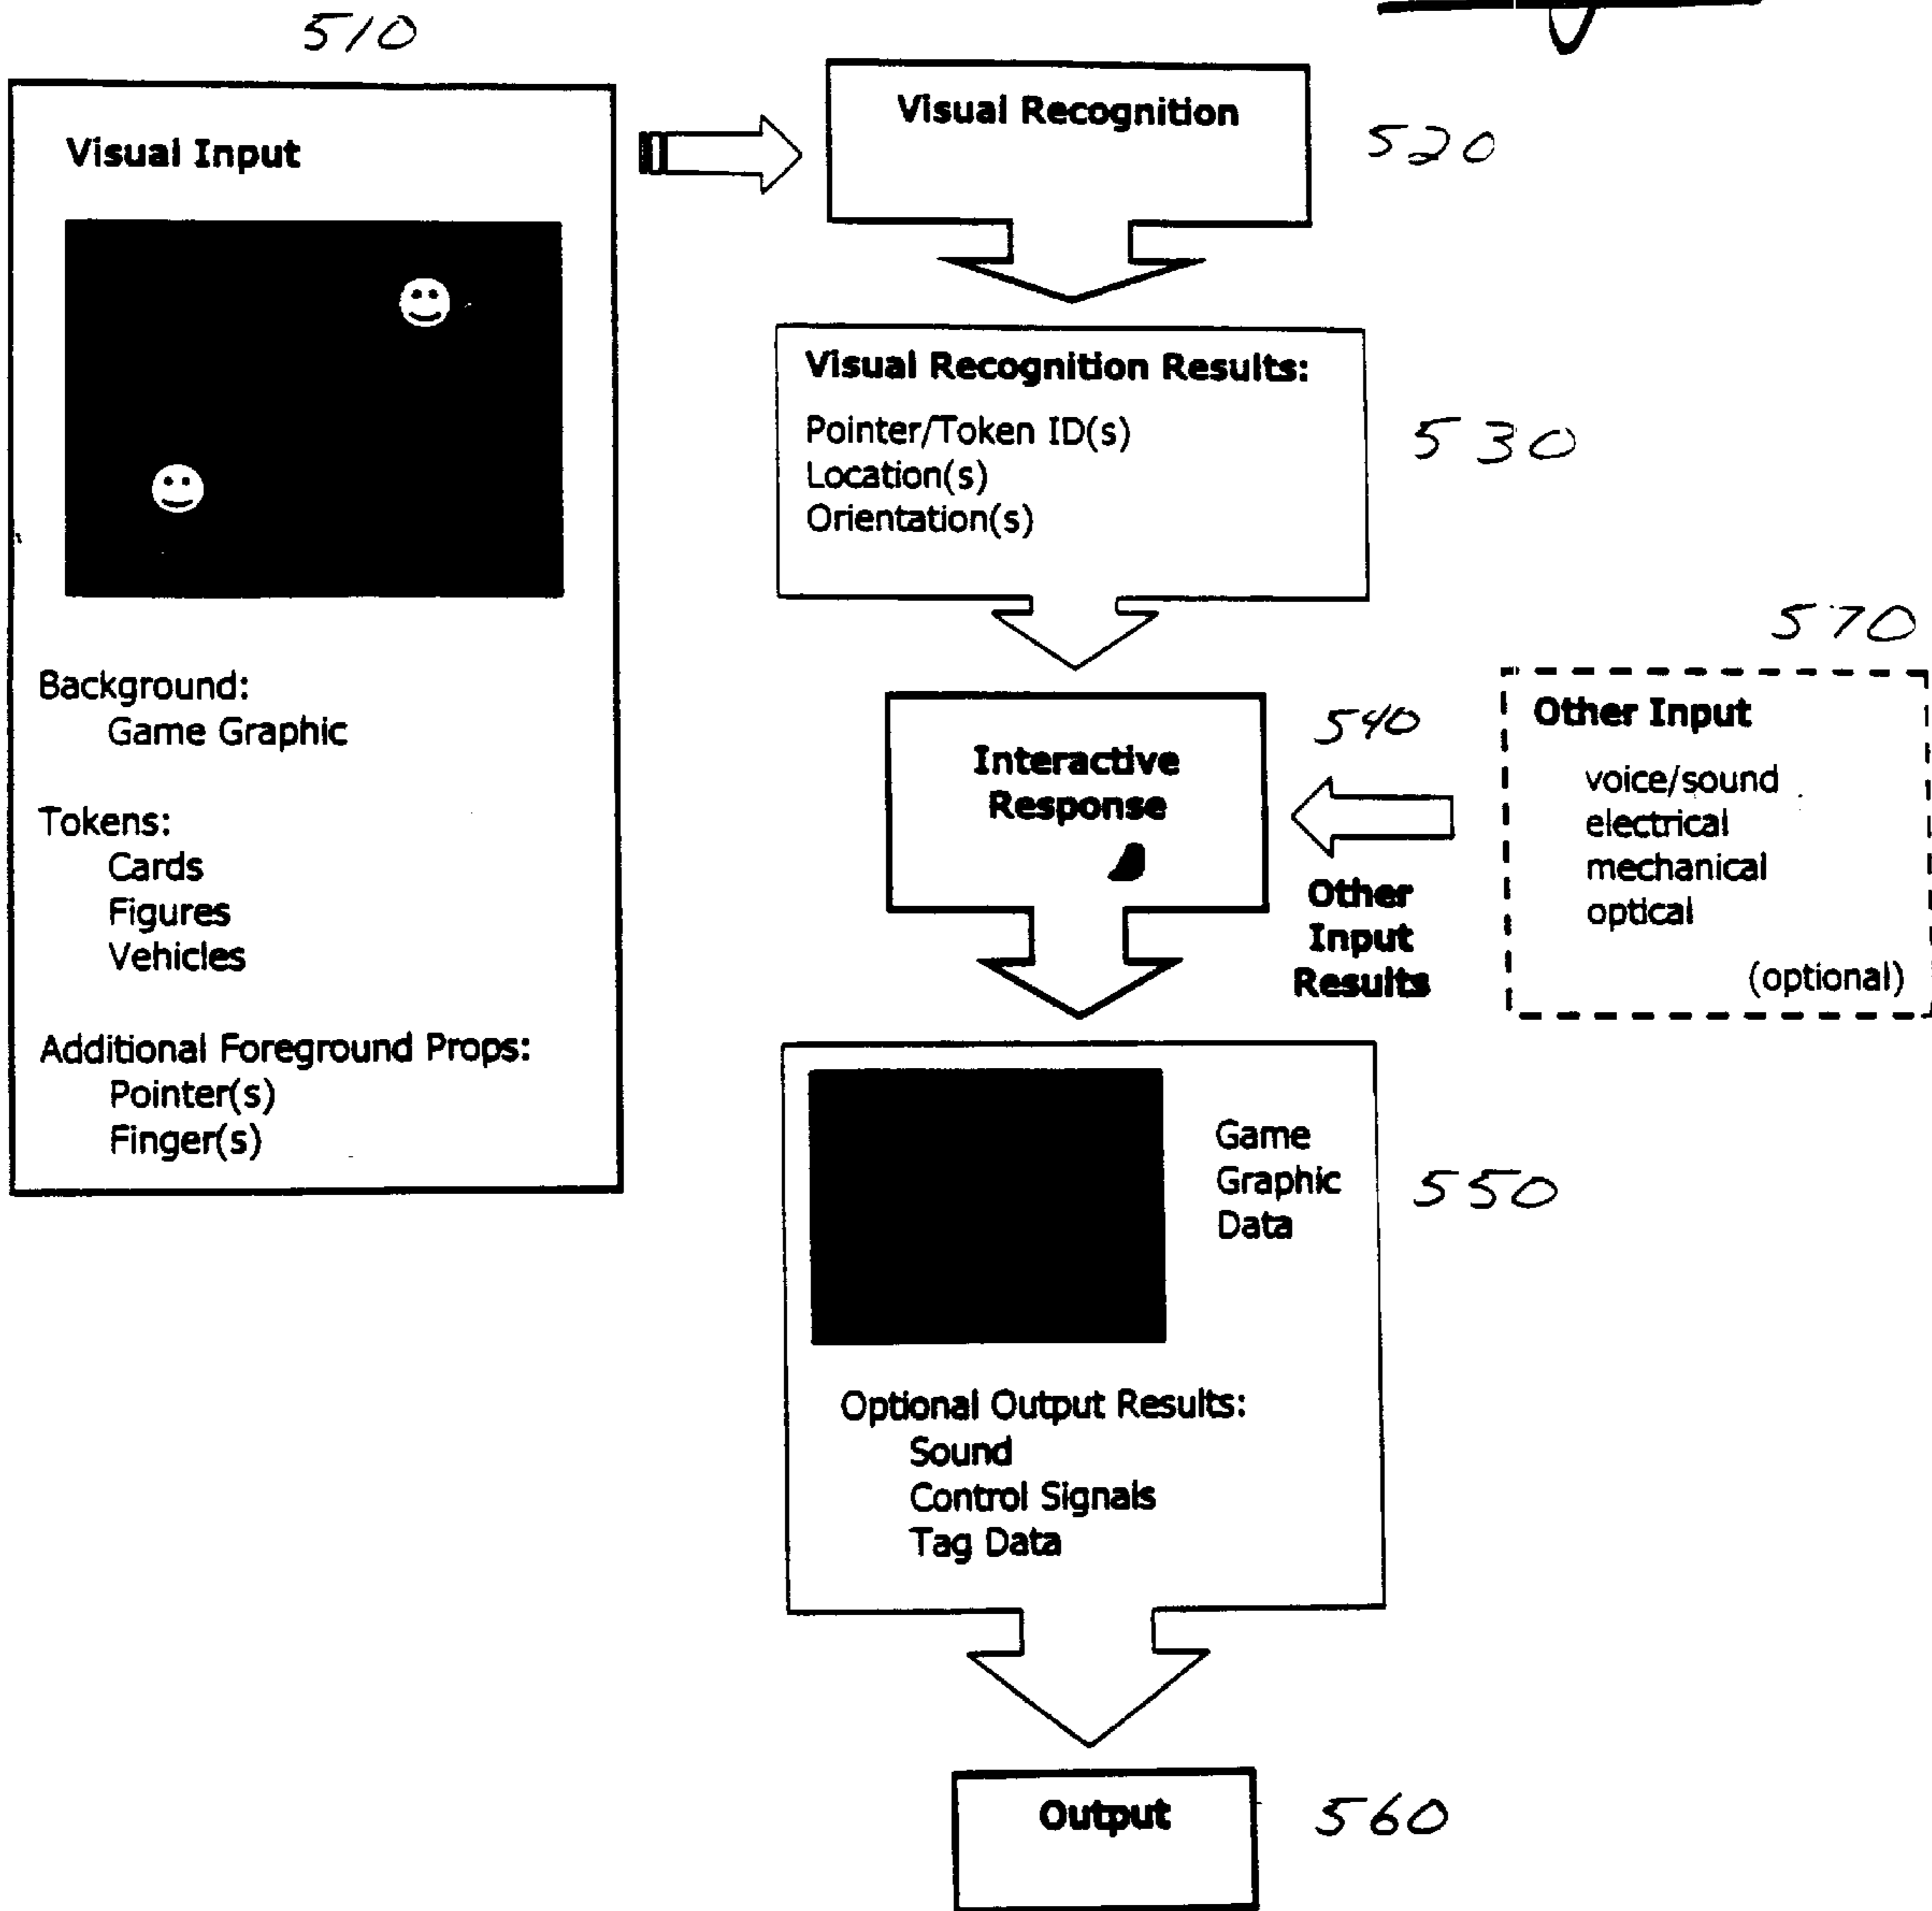 510
Visual Input
Background:
Game Graphic
Tokens:
Cards
Figures
Vehicles
Additional Foreground Props:
Pointer(s)
Finger(s)
Visual Recognition
520
Visual Recognition Results:
Pointer/Token ID(s)
Location(s)
Orientation(s)
530
Interactive
Response
540
Other
Input
Results
570
Other Input
voice/sound
electrical
mechanical
optical
(optional)
Game
Graphic
Data
550
Optional Output Results:
Sound
Control Signals
Tag Data
Output
560